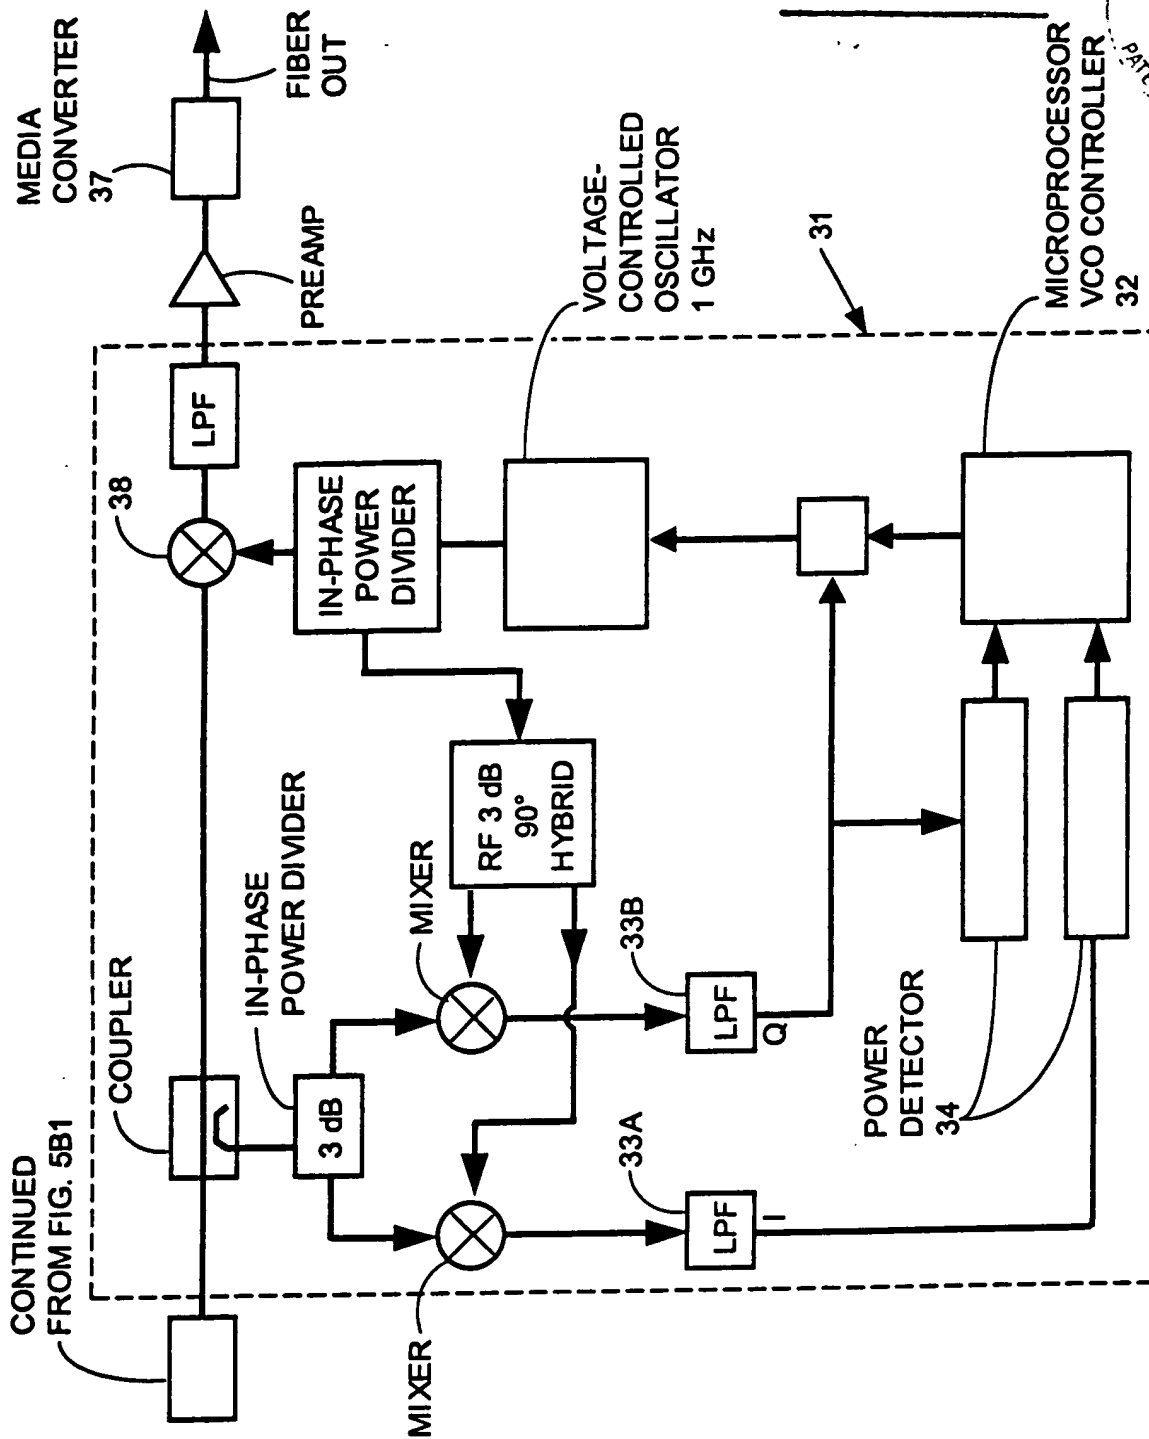 CONTINUED
FROM FIG. 5B1
COUPLER
38
MEDIA
CONVERTER
37
LPF
FIBER
OUT
PREAMP
IN-PHASE
POWER DIVIDER
3 dB
IN-PHASE
POWER
DIVIDER
MIXER
MIXER
RF 3 dB
90°
HYBRID
VOLTAGE-
CONTROLLED
OSCILLATOR
1 GHz
33A
33B
LPF
I
LPF
Q
31
POWER
DETECTOR
34
MICROPROCESSOR
VCO CONTROLLER
32